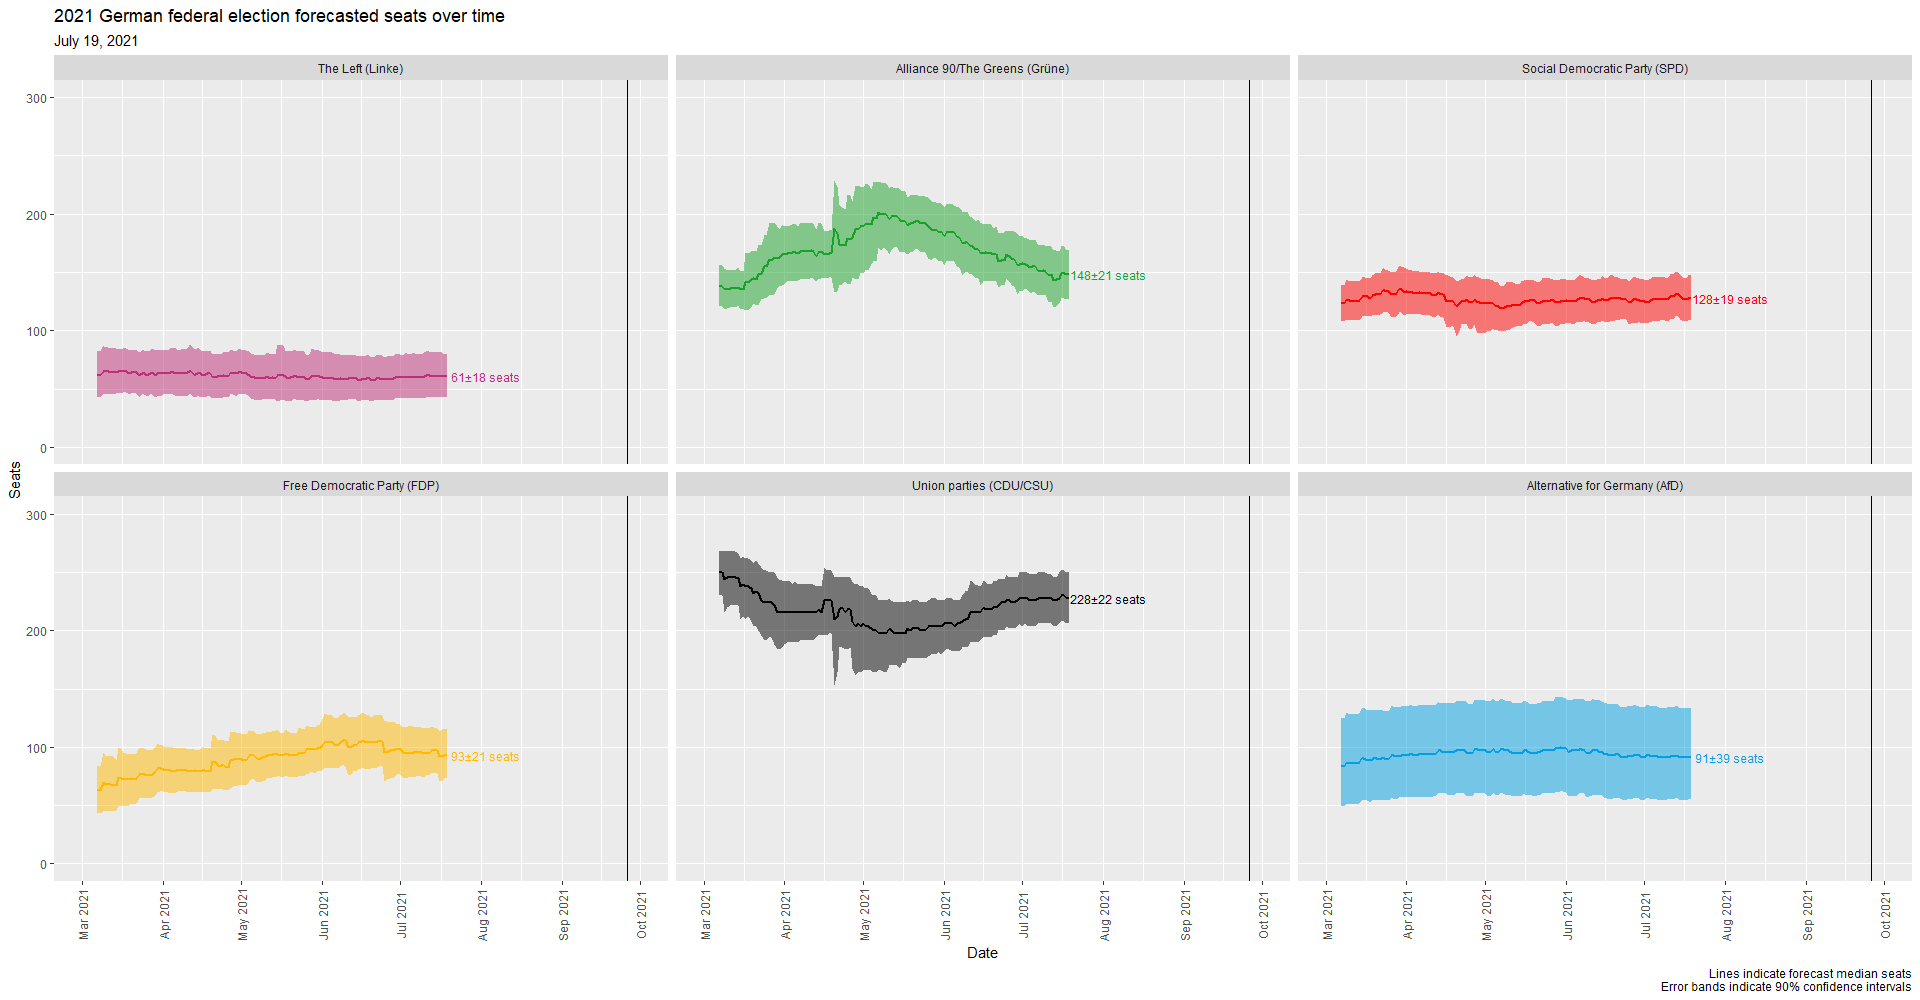 2021 German federal election forecasted seats over time
July 19, 2021
The Left (Linke)
Alliance 90/The Greens (Grüne)
Social Democratic Party (SPD)
300
200
100
0
61±18 seats
148±21 seats
128±19 seats
Seats
Free Democratic Party (FDP)
Union parties (CDU/CSU)
Alternative for Germany (AfD)
300
200
100
0
93±21 seats
228±22 seats
91±39 seats
Mar 2021
Apr 2021
May 2021
Jun 2021
Jul 2021
Aug 2021
Sep 2021
Oct 2021
Mar 2021
Apr 2021
May 2021
Jun 2021
Jul 2021
Aug 2021
Sep 2021
Oct 2021
Mar 2021
Apr 2021
May 2021
Jun 2021
Jul 2021
Aug 2021
Sep 2021
Oct 2021
Date
Lines indicate forecast median seats
Error bands indicate 90% confidence intervals